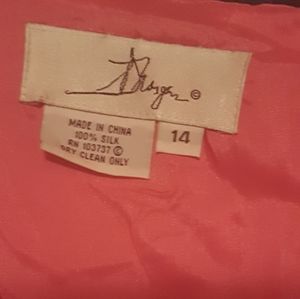 ©
MADE IN CHINA
100% SILK
RN 103737 ©
DRY CLEAN ONLY
14